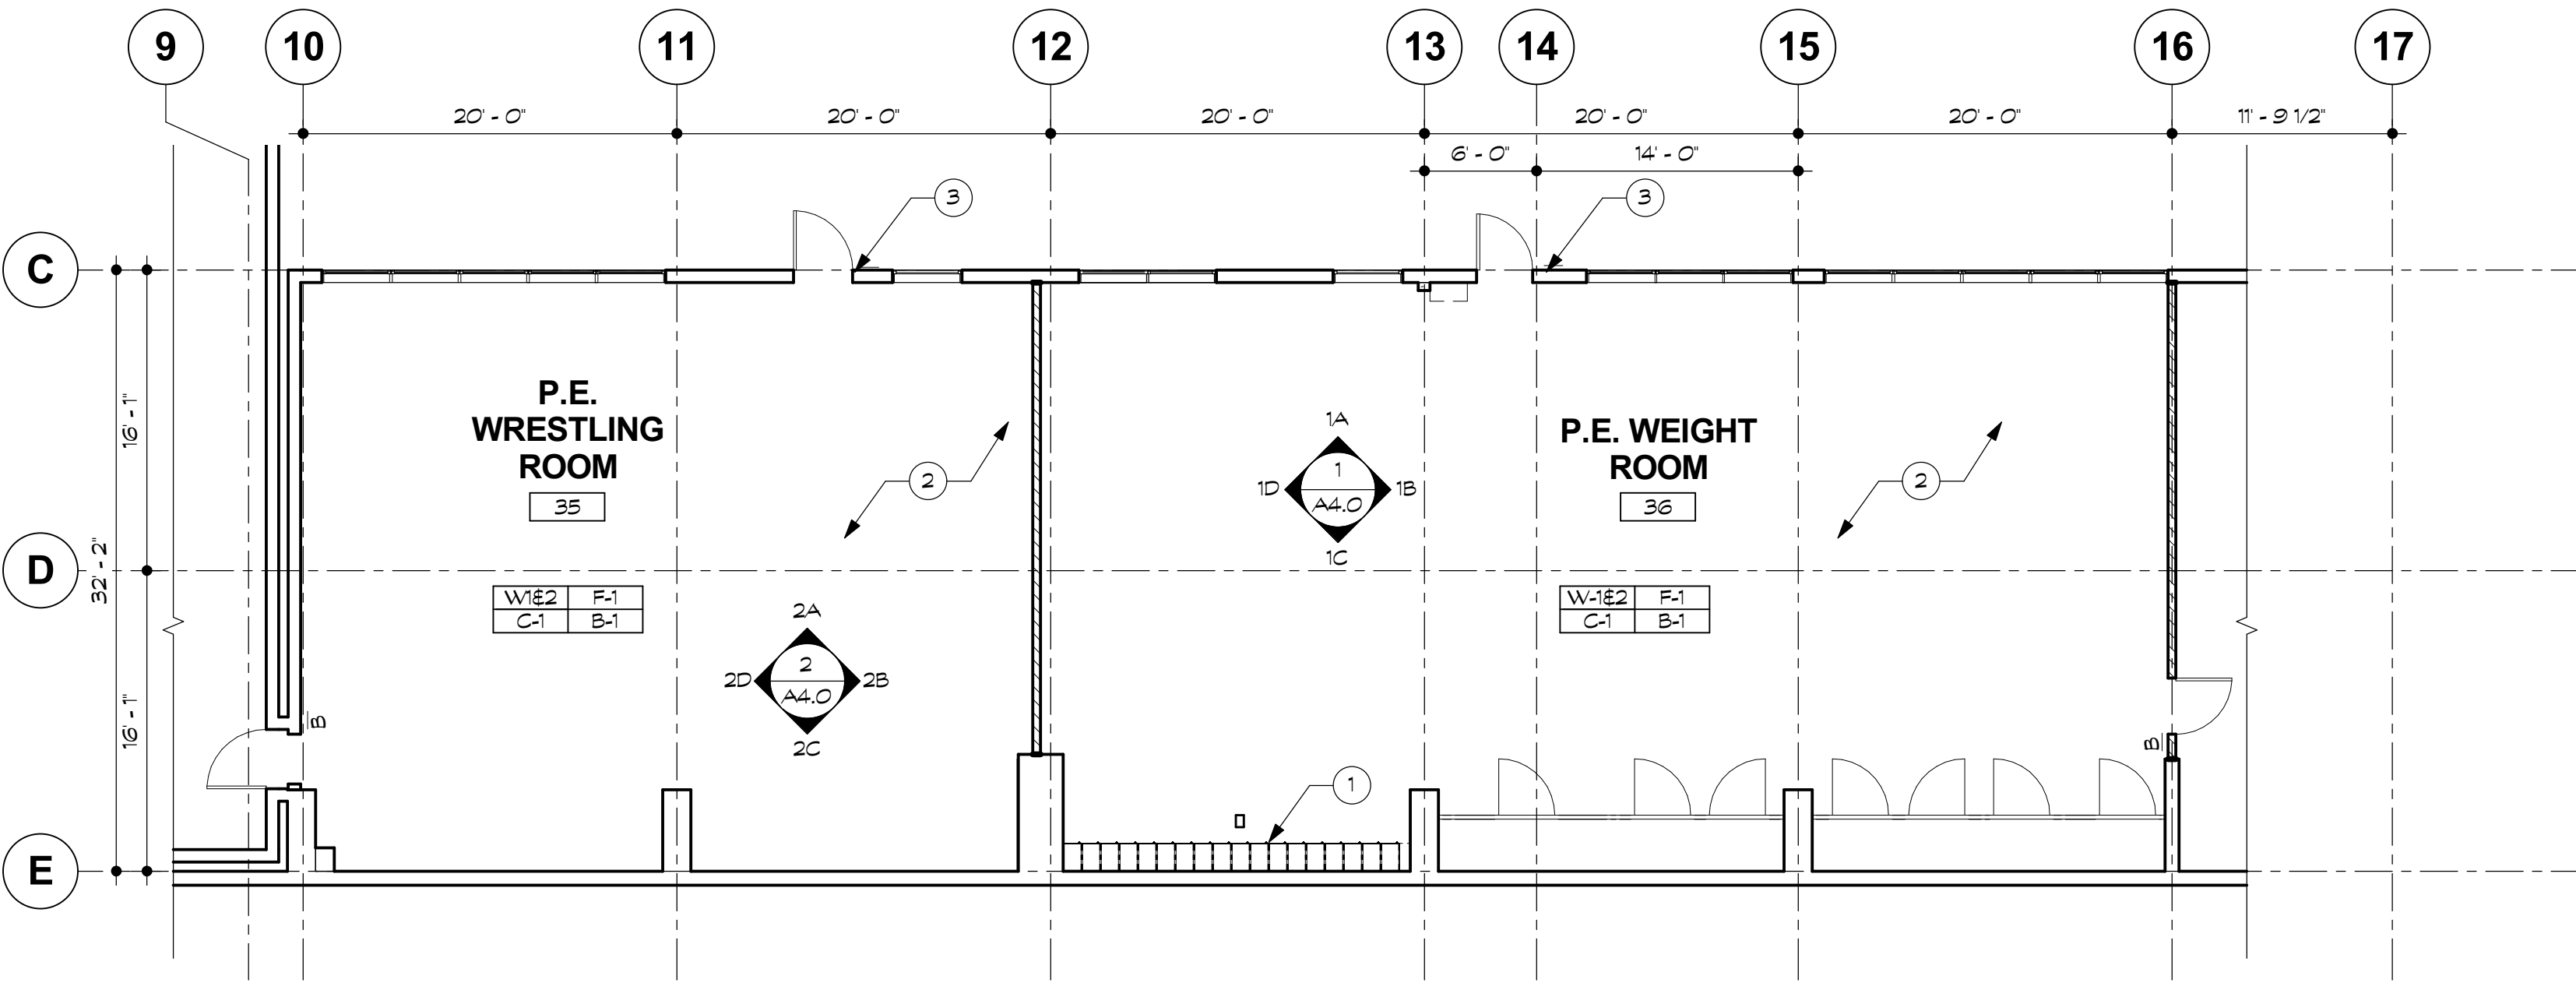 9 10 11 12 13 14 15 16 17
20' - 0" 20' - 0" 20' - 0" 20' - 0" 20' - 0" 11' - 9 1/2"
6' - 0" 14' - 0"
3 3
C
P.E.
WRESTLING
ROOM
35
2
1A
1
A4.0
1D 1B
1C
P.E. WEIGHT
ROOM
36
2
16' - 1"
32' - 2"
D
W1&2 F-1
C-1 B-1
W-1&2 F-1
C-1 B-1
2A
2
A4.0
2D 2B
2C
16' - 1"
B
B
1
E